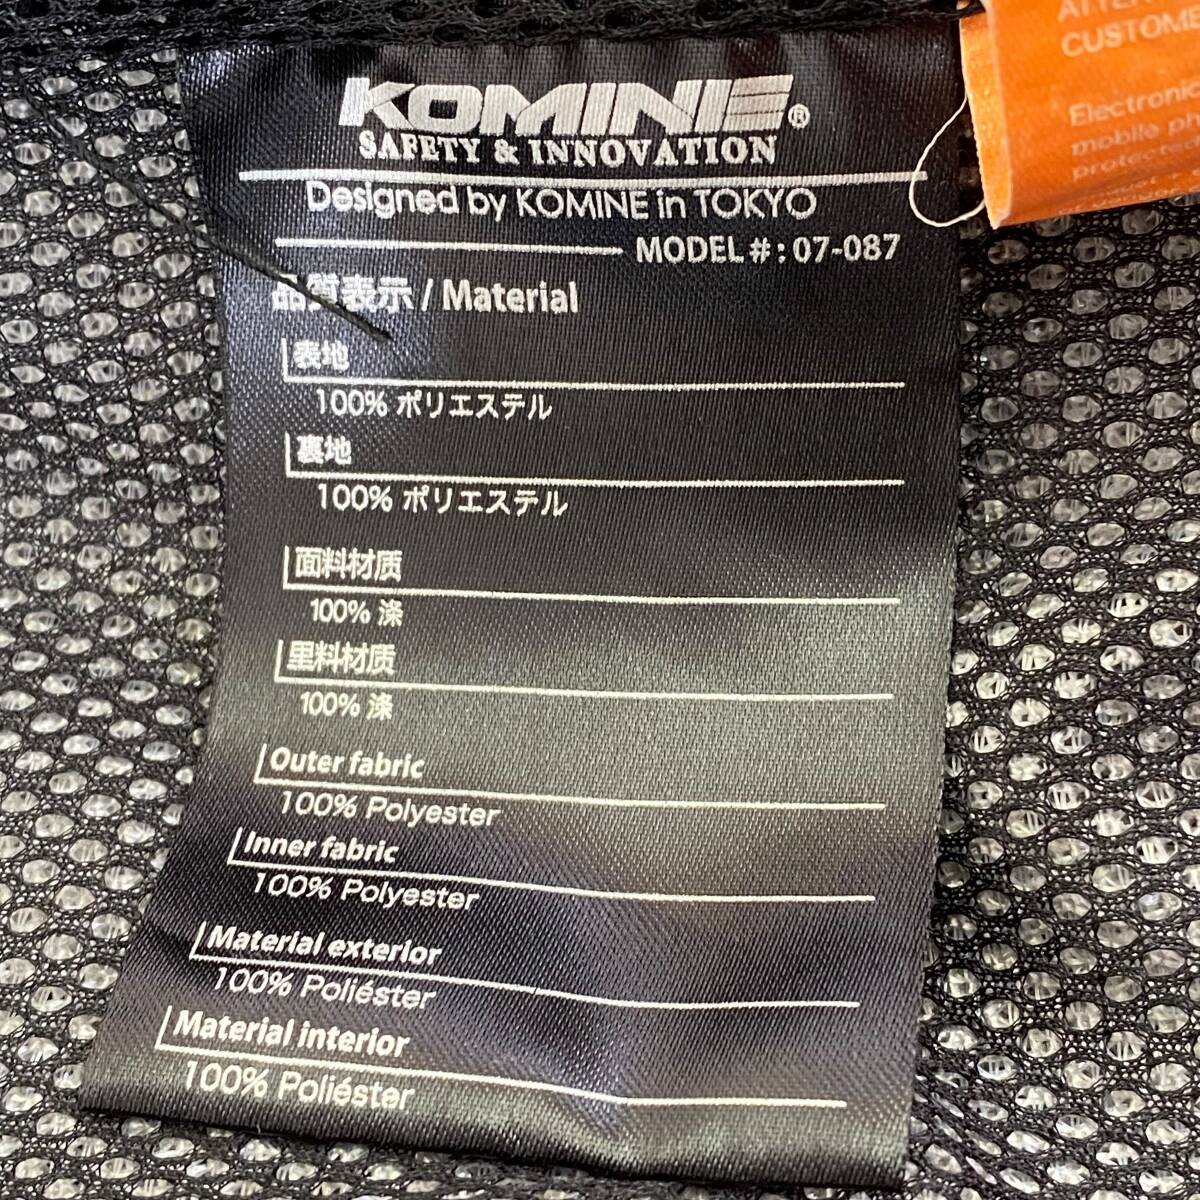 KOMINE®
SAFETY & INNOVATION
Designed by KOMINE in TOKYO
MODEL #: 07-087
品質表示 / Material
表地
100% ポリエステル
裏地
100% ポリエステル
面料材质
100% 涤
里料材质
100% 涤
Outer fabric
100% Polyester
Inner fabric
100% Polyester
Material exterior
100% Poliéster
Material interior
100% Poliéster
CUSTOME
Electronic
mobile ph
protected